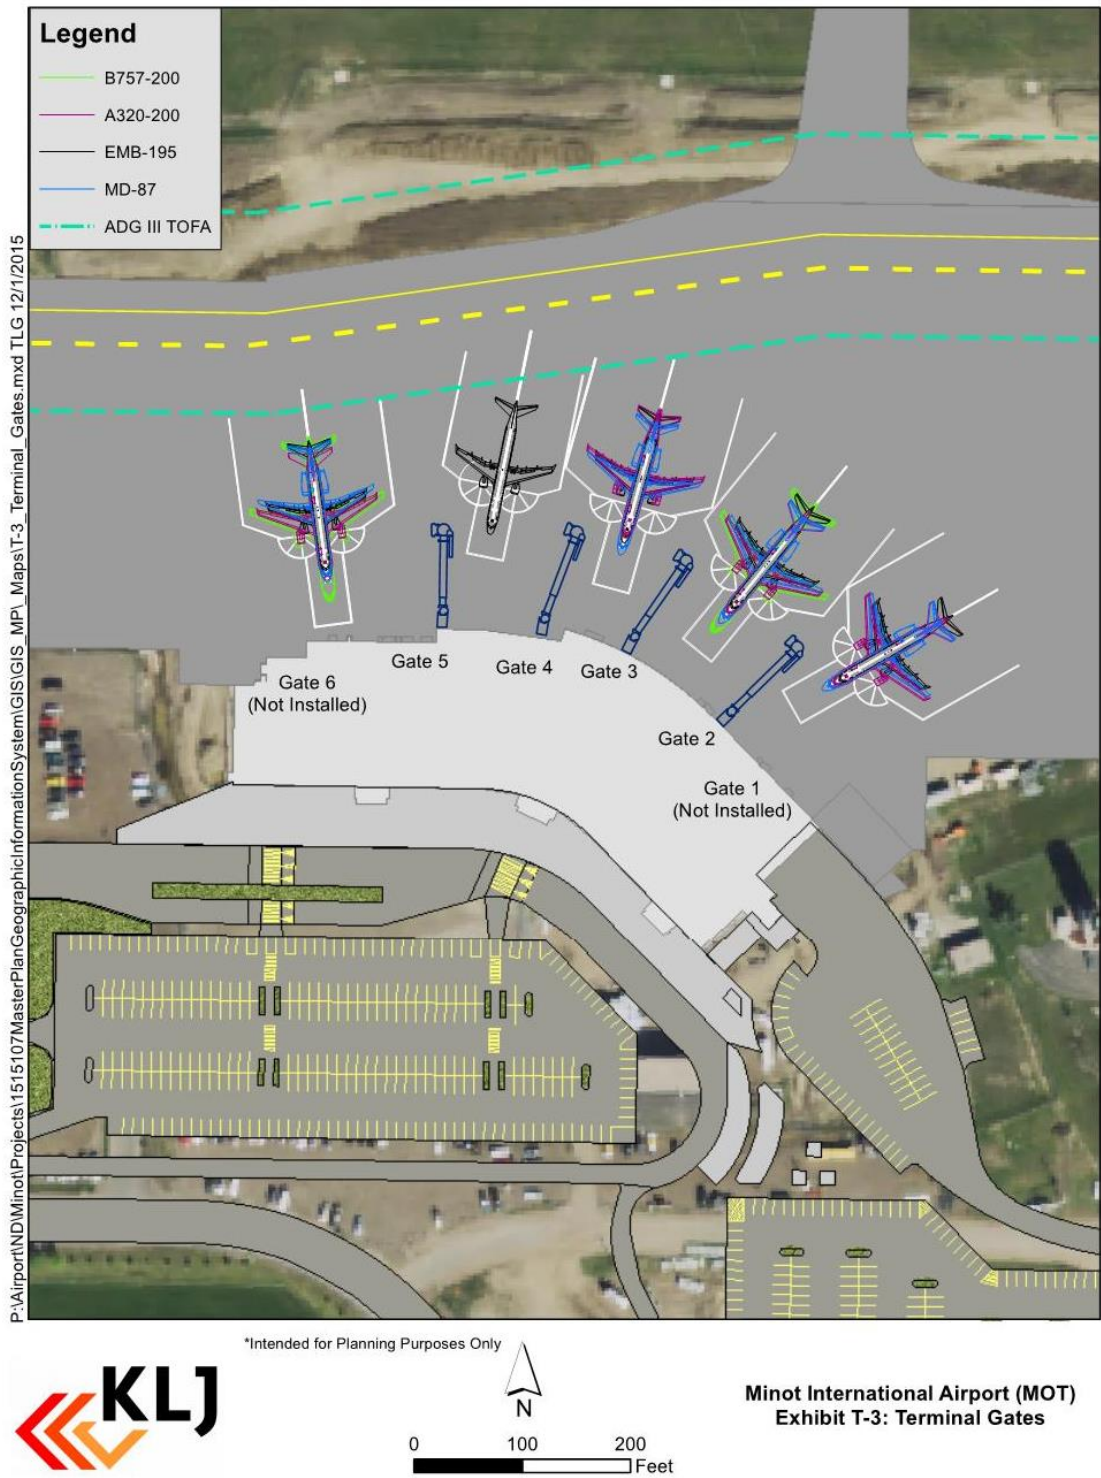 Legend
B757-200
A320-200
EMB-195
MD-87
ADG III TOFA
P:\Airport\ND\Minot\Projects\1515107MasterPlanGeographicInformationSystem\GIS\GIS_MP\_Maps\T-3_Terminal_Gates.mxd TLG 12/1/2015
Gate 5
Gate 4
Gate 3
Gate 6
(Not Installed)
Gate 2
Gate 1
(Not Installed)
*Intended for Planning Purposes Only
KLJ
N
0 100 200
Feet
Minot International Airport (MOT)
Exhibit T-3: Terminal Gates